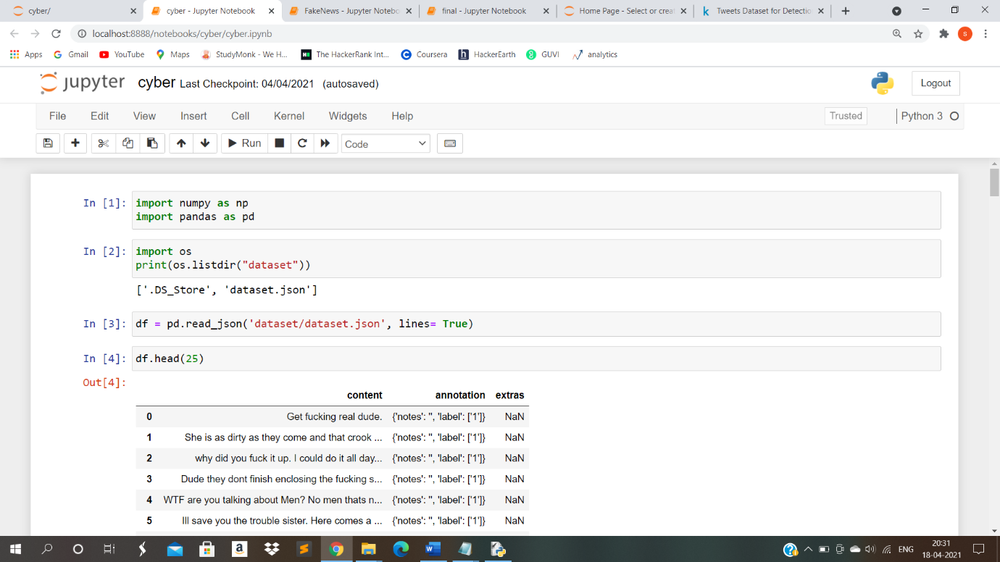 cyber/
cyber - Jupyter Notebook
FakeNews - Jupyter Notebo
final - Jupyter Notebook
Home Page - Select or creat
k Tweets Dataset for Detectio
localhost:8888/notebooks/cyber/cyber.ipynb
S
Apps
Gmail
YouTube
Maps
StudyMonk - We H...
The HackerRank Int...
Coursera
HackerEarth
GUVI
analytics
jupyter cyber Last Checkpoint: 04/04/2021 (autosaved)
Logout
File Edit View Insert Cell Kernel Widgets Help
Trusted
Python 3
Run
Code
In [1]: import numpy as np
import pandas as pd
In [2]: import os
print(os.listdir("dataset"))
['.DS_Store', 'dataset.json']
In [3]: df = pd.read_json('dataset/dataset.json', lines= True)
In [4]: df.head(25)
Out[4]:
content annotation extras
0 Get fucking real dude. {'notes': '', 'label': ['1']} NaN
1 She is as dirty as they come and that crook ... {'notes': '', 'label': ['1']} NaN
2 why did you fuck it up. I could do it all day... {'notes': '', 'label': ['1']} NaN
3 Dude they dont finish enclosing the fucking s... {'notes': '', 'label': ['1']} NaN
4 WTF are you talking about Men? No men thats n... {'notes': '', 'label': ['1']} NaN
5 Ill save you the trouble sister. Here comes a ... {'notes': '', 'label': ['1']} NaN
ENG
20:31
18-04-2021